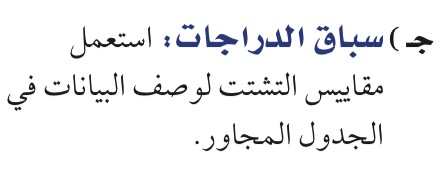 جـ) سباق الدراجات: استعمل
مقاييس التشتت لوصف البيانات في
الجدول المجاور.